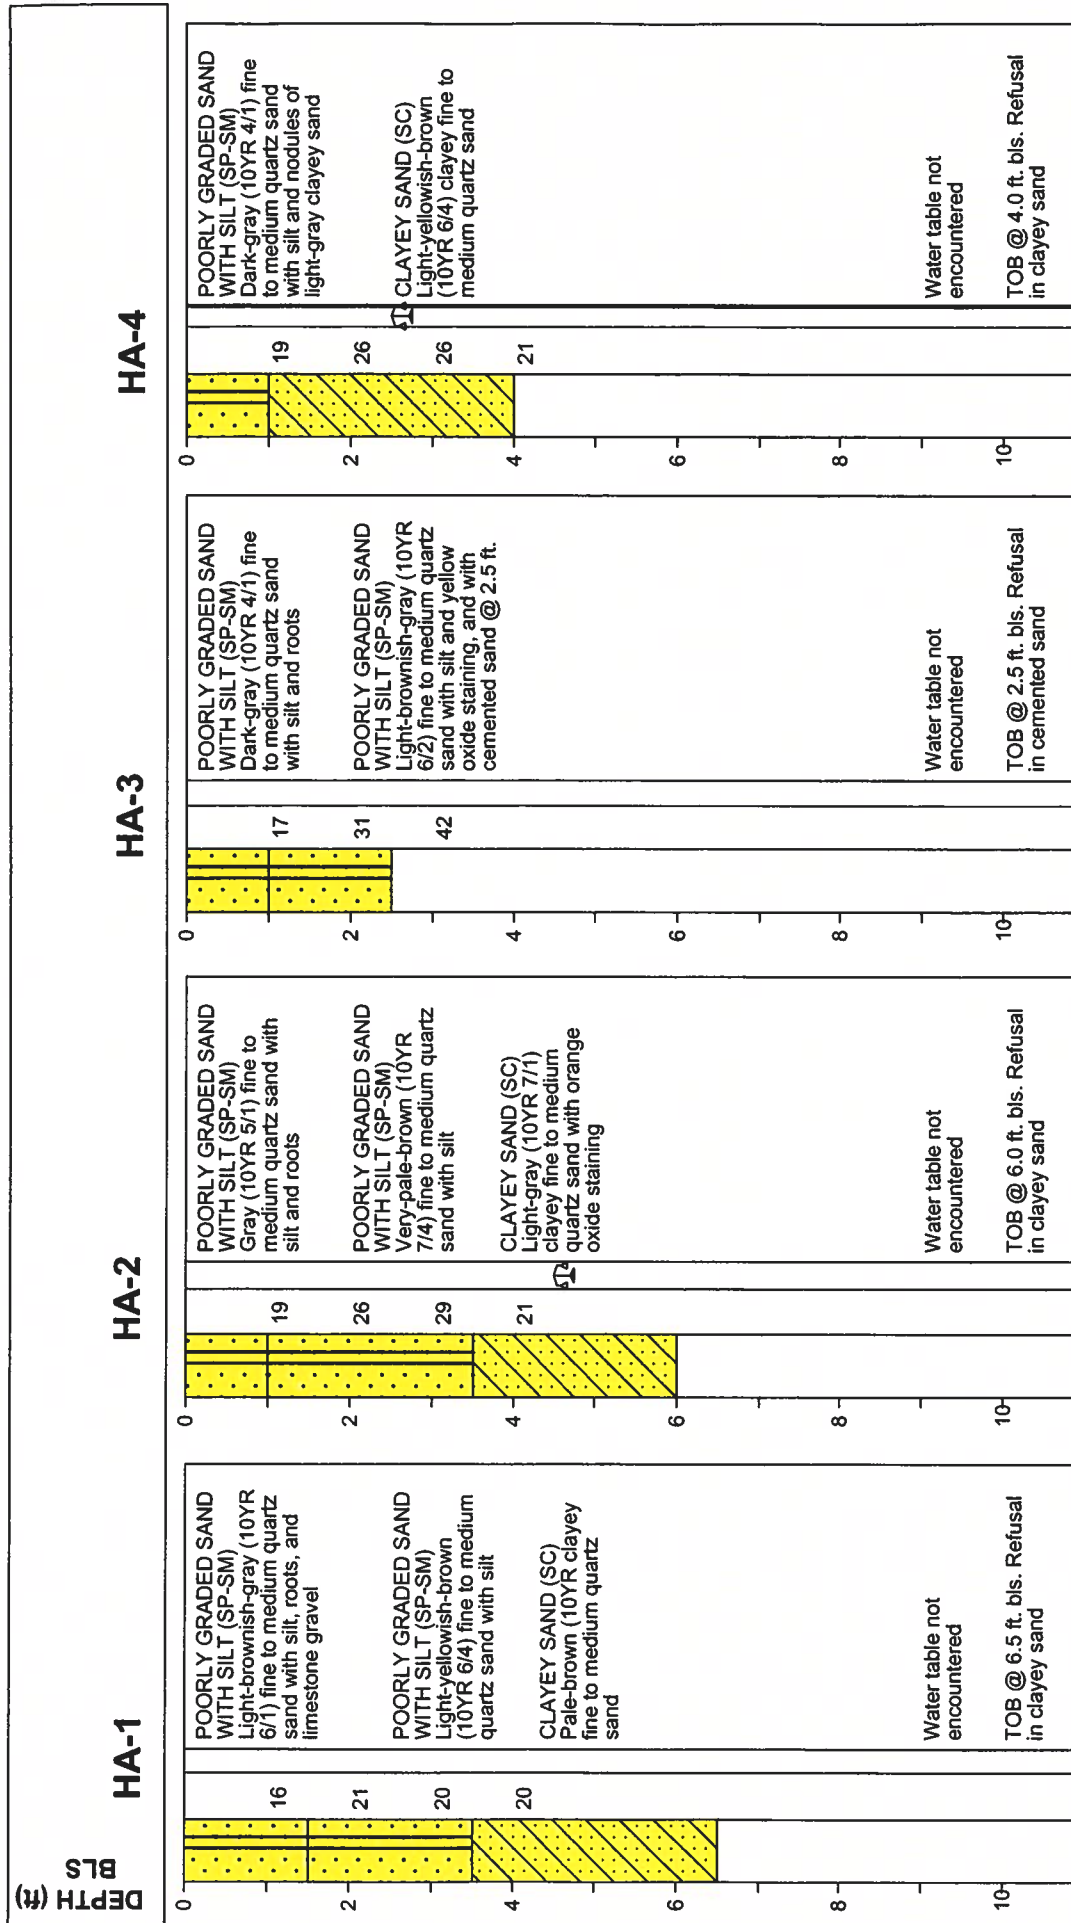 DEPTH (ft)
BLS
HA-1
0
2
4
6
8
10
16
21
20
20
POORLY GRADED SAND
WITH SILT (SP-SM)
Light-brownish-gray (10YR
6/1) fine to medium quartz
sand with silt, roots, and
limestone gravel
POORLY GRADED SAND
WITH SILT (SP-SM)
Light-yellowish-brown
(10YR 6/4) fine to medium
quartz sand with silt
CLAYEY SAND (SC)
Pale-brown (10YR clayey
fine to medium quartz
sand
Water table not
encountered
TOB @ 6.5 ft. bls. Refusal
in clayey sand
HA-2
0
2
4
6
8
10
19
26
29
21
POORLY GRADED SAND
WITH SILT (SP-SM)
Gray (10YR 5/1) fine to
medium quartz sand with
silt and roots
POORLY GRADED SAND
WITH SILT (SP-SM)
Very-pale-brown (10YR
7/4) fine to medium quartz
sand with silt
CLAYEY SAND (SC)
Light-gray (10YR 7/1)
clayey fine to medium
quartz sand with orange
oxide staining
Water table not
encountered
TOB @ 6.0 ft. bls. Refusal
in clayey sand
HA-3
0
2
4
6
8
10
17
31
42
POORLY GRADED SAND
WITH SILT (SP-SM)
Dark-gray (10YR 4/1) fine
to medium quartz sand
with silt and roots
POORLY GRADED SAND
WITH SILT (SP-SM)
Light-brownish-gray (10YR
6/2) fine to medium quartz
sand with silt and yellow
oxide staining, and with
cemented sand @ 2.5 ft.
Water table not
encountered
TOB @ 2.5 ft. bls. Refusal
in cemented sand
HA-4
0
2
4
6
8
10
19
26
26
21
POORLY GRADED SAND
WITH SILT (SP-SM)
Dark-gray (10YR 4/1) fine
to medium quartz sand
with silt and nodules of
light-gray clayey sand
CLAYEY SAND (SC)
Light-yellowish-brown
(10YR 6/4) clayey fine to
medium quartz sand
Water table not
encountered
TOB @ 4.0 ft. bls. Refusal
in clayey sand